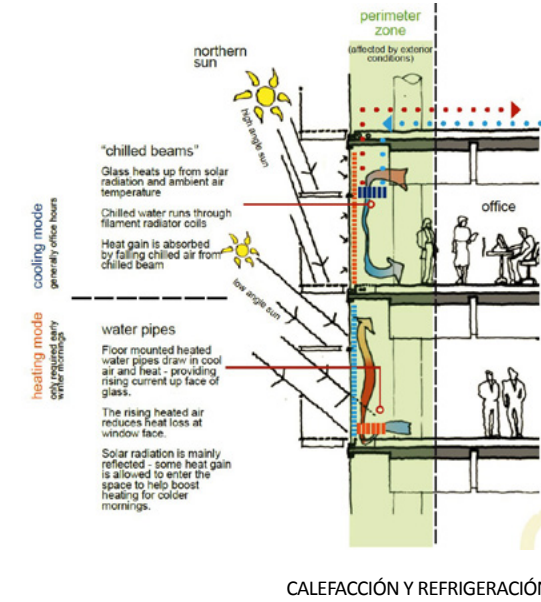 perimeter
zone
(affected by exterior
conditions)
northern
sun
high angle sun
"chilled beams"
Glass heats up from solar
radiation and ambient air
temperature
Chilled water runs through
filament radiator coils
Heat gain is absorbed
by falling chilled air from
chilled beam
office
cooling mode
generally office hours
low angle sun
heating mode
only required early
winter mornings
water pipes
Floor mounted heated
water pipes draw in cool
air and heat - providing
rising current up face of
glass.
The rising heated air
reduces heat loss at
window face.
Solar radiation is mainly
reflected - some heat gain
is allowed to enter the
space to help boost
heating for colder
mornings.
CALEFACCIÓN Y REFRIGERACIÓN